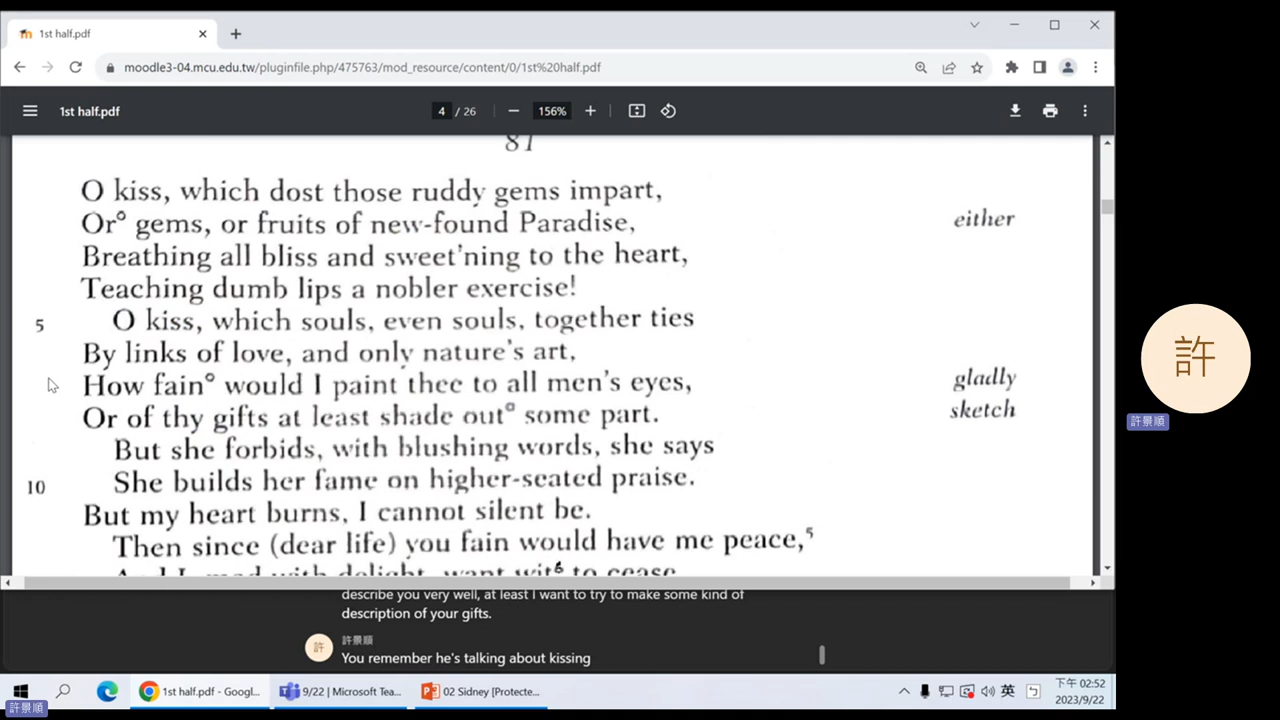 1st half.pdf
moodle3-04.mcu.edu.tw/pluginfile.php/475763/mod_resource/content/0/1st%20half.pdf
1st half.pdf
4 / 26
156%
81
O kiss, which dost those ruddy gems impart,
Or° gems, or fruits of new-found Paradise, either
Breathing all bliss and sweet'ning to the heart,
Teaching dumb lips a nobler exercise!
5 O kiss, which souls, even souls, together ties
By links of love, and only nature's art,
How fain° would I paint thee to all men's eyes, gladly
Or of thy gifts at least shade out° some part. sketch
But she forbids, with blushing words, she says
10 She builds her fame on higher-seated praise.
But my heart burns, I cannot silent be.
Then since (dear life) you fain would have me peace,⁵
And I, mad with delight, want wit⁶ to cease
describe you very well, at least I want to try to make some kind of
description of your gifts.
許景順
許
You remember he's talking about kissing
許
許景順
1st half.pdf - Googl...
9/22 | Microsoft Tea...
02 Sidney [Protecte...
英
下午 02:52
2023/9/22
許景順